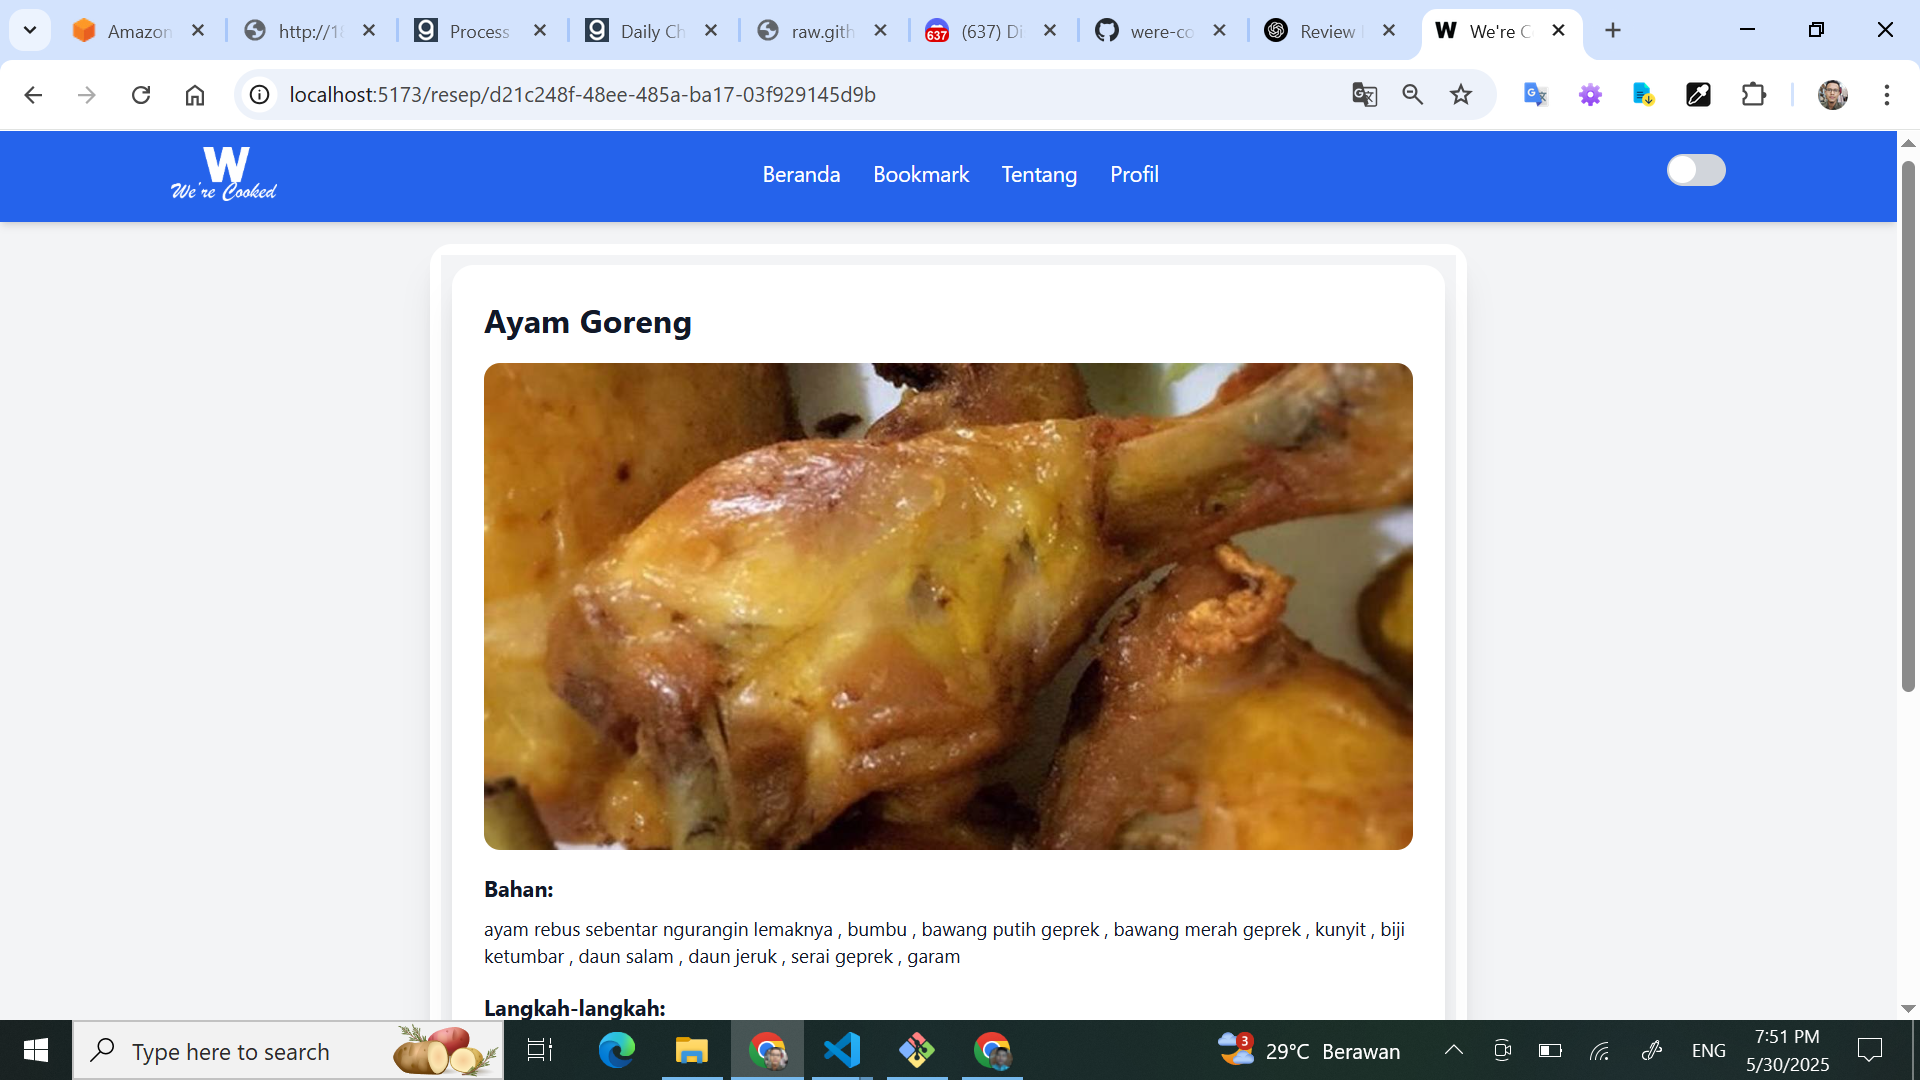 Amazon
http://18
Process
Daily Ch
raw.gith
637
(637) Di
were-co
Review
We're C
localhost:5173/resep/d21c248f-48ee-485a-ba17-03f929145d9b
W
We're Cooked
Beranda
Bookmark
Tentang
Profil
Ayam Goreng
Bahan:
ayam rebus sebentar ngurangin lemaknya , bumbu , bawang putih geprek , bawang merah geprek , kunyit , biji
ketumbar , daun salam , daun jeruk , serai geprek , garam
Langkah-langkah:
Type here to search
3
29°C Berawan
ENG
7:51 PM
5/30/2025